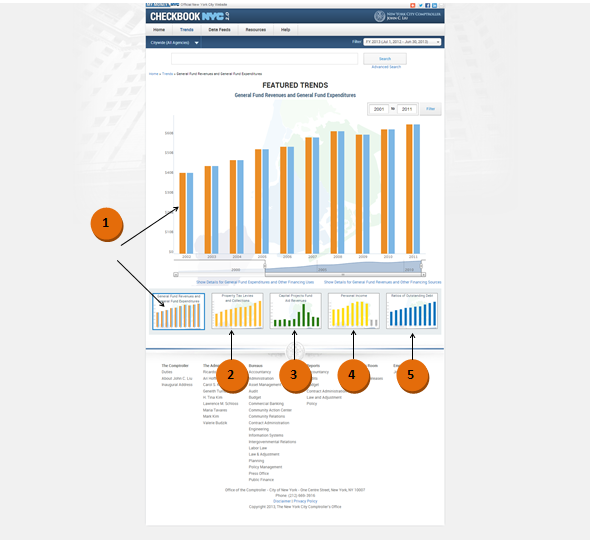 Official New York City Website
CHECKBOOK NYC 2.0
NEW YORK CITY COMPTROLLER
JOHN C. LIU
Home Trends Data Feeds Resources Help
Citywide (All Agencies)
Filter: FY 2013 (Jul 1, 2012 - Jun 30, 2013)
Search
Advanced Search
Home » Trends » General Fund Revenues and General Fund Expenditures
FEATURED TRENDS
General Fund Revenues and General Fund Expenditures
2001 to 2011 Filter
$60B
$50B
$40B
$30B
$10B
$0B
2002 2003 2004 2005 2006 2007 2008 2009 2010 2011
Show Details for General Fund Expenditures and Other Financing Uses
Show Details for General Fund Revenues and Other Financing Sources
General Fund Revenues and
General Fund Expenditures
Property Tax Levies
and Collections
Capital Projects Fund
Aid Revenues
Personal Income
Ratios of Outstanding Debt
1
2
3
4
5
The Comptroller
Duties
About John C. Liu
Inaugural Address
Lawrence M. Schloss
Maria Tavares
Mark Kim
Valerie Budzik
Bureaus
Accountancy
Administration
Asset Management
Audit
Budget
Commercial Banking
Community Action Center
Community Relations
Contract Administration
Engineering
Information Systems
Intergovernmental Relations
Labor Law
Law & Adjustment
Planning
Policy Management
Press Office
Public Finance
Contract Administration
Law and Adjustment
Policy
Office of the Comptroller - City of New York - One Centre Street, New York, NY 10007
Phone: (212) 669-3916
Disclaimer | Privacy Policy
Copyright 2012, The New York City Comptroller's Office